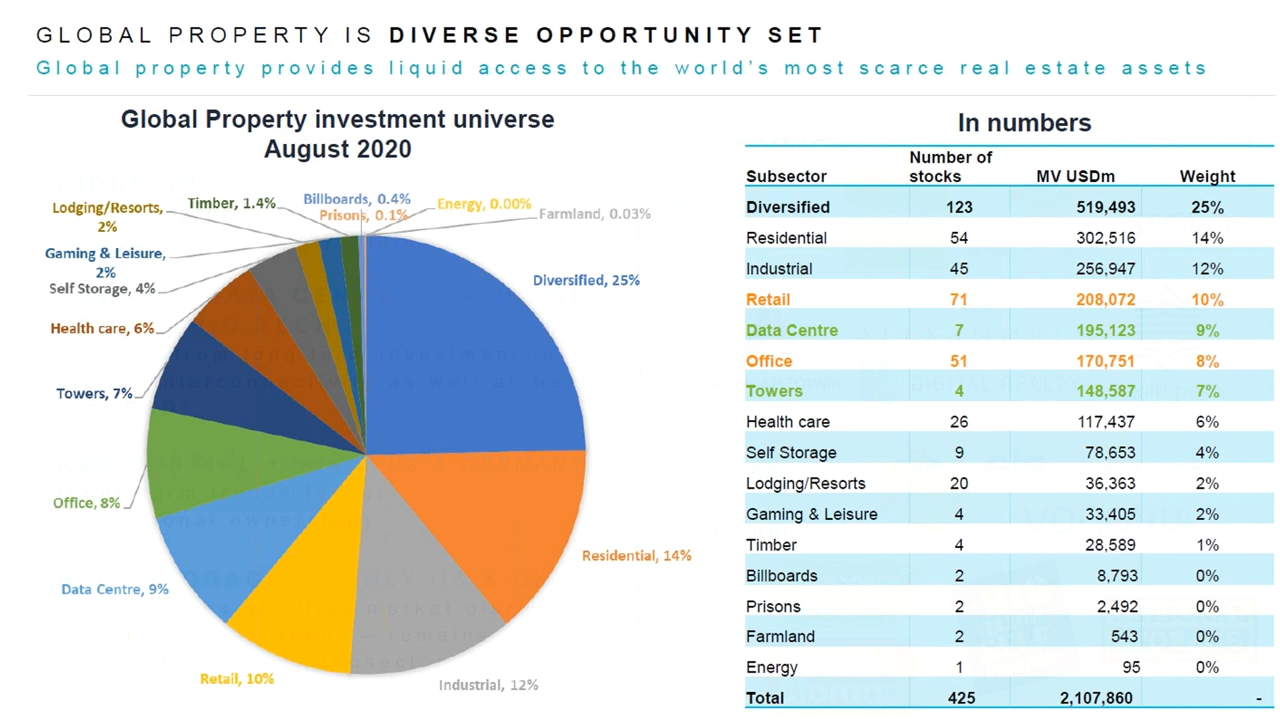 GLOBAL PROPERTY IS DIVERSE OPPORTUNITY SET
Global property provides liquid access to the world's most scarce real estate assets
Global Property investment universe
August 2020
Lodging/Resorts,
2%
Timber, 1.4%
Billboards, 0.4%
Prisons, 0.1%
Energy, 0.00%
Farmland, 0.03%
Gaming & Leisure,
2%
Self Storage, 4%
Health care, 6%
Towers, 7%
Office, 8%
Data Centre, 9%
Retail, 10%
Industrial, 12%
Residential, 14%
Diversified, 25%
In numbers
Subsector Number of stocks MV USDm Weight
Diversified 123 519,493 25%
Residential 54 302,516 14%
Industrial 45 256,947 12%
Retail 71 208,072 10%
Data Centre 7 195,123 9%
Office 51 170,751 8%
Towers 4 148,587 7%
Health care 26 117,437 6%
Self Storage 9 78,653 4%
Lodging/Resorts 20 36,363 2%
Gaming & Leisure 4 33,405 2%
Timber 4 28,589 1%
Billboards 2 8,793 0%
Prisons 2 2,492 0%
Farmland 2 543 0%
Energy 1 95 0%
Total 425 2,107,860 -